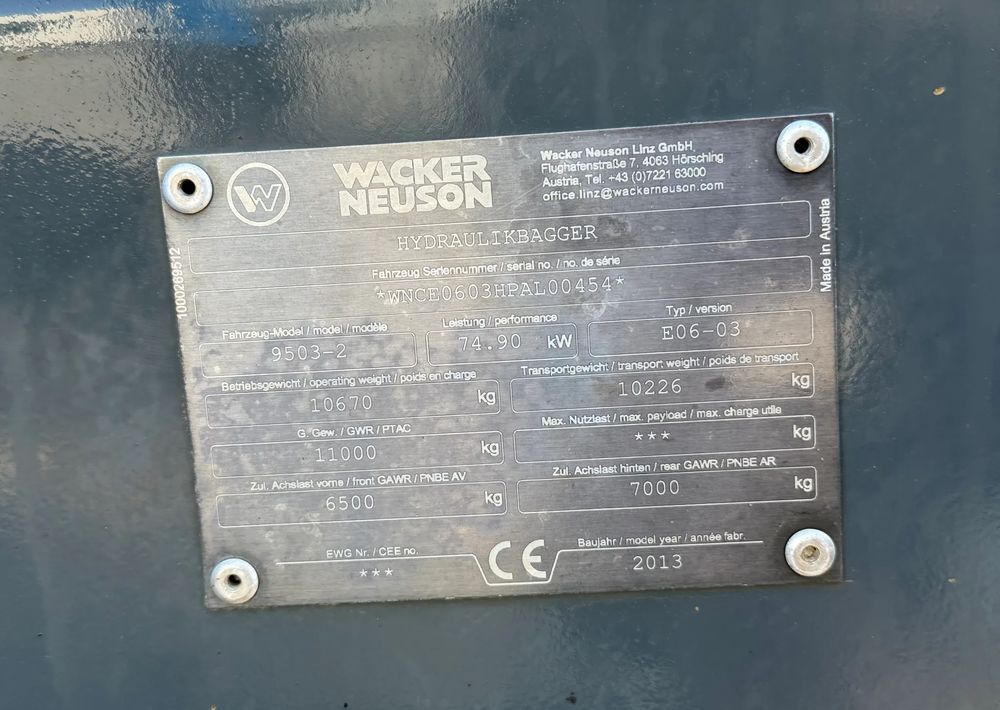 W
WACKER
NEUSON
Wacker Neuson Linz GmbH
Flughafenstraße 7, 4063 Hörsching
Austria, Tel. +43 (0)7221 63000
office.linz@wackerneuson.com
HYDRAULIKBAGGER
Fahrzeug Seriennummer / serial no. / no. de série
*WNCE0603HPAL00454*
Fahrzeug-Model / model / modèle
9503-2
Leistung / performance
74.90 kW
Typ / version
E06-03
Betriebsgewicht / operating weight / poids en charge
10670 kg
Transportgewicht / transport weight / poids de transport
10226 kg
G. Gew. / GWR / PTAC
11000 kg
Max. Nutzlast / max. payload / max. charge utile
*** kg
Zul. Achslast vorne / front GAWR / PNBE AV
6500 kg
Zul. Achslast hinten / rear GAWR / PNBE AR
7000 kg
EWG Nr. / CEE no.
***
CE
Baujahr / model year / année fabr.
2013
1000269512
Made in Austria